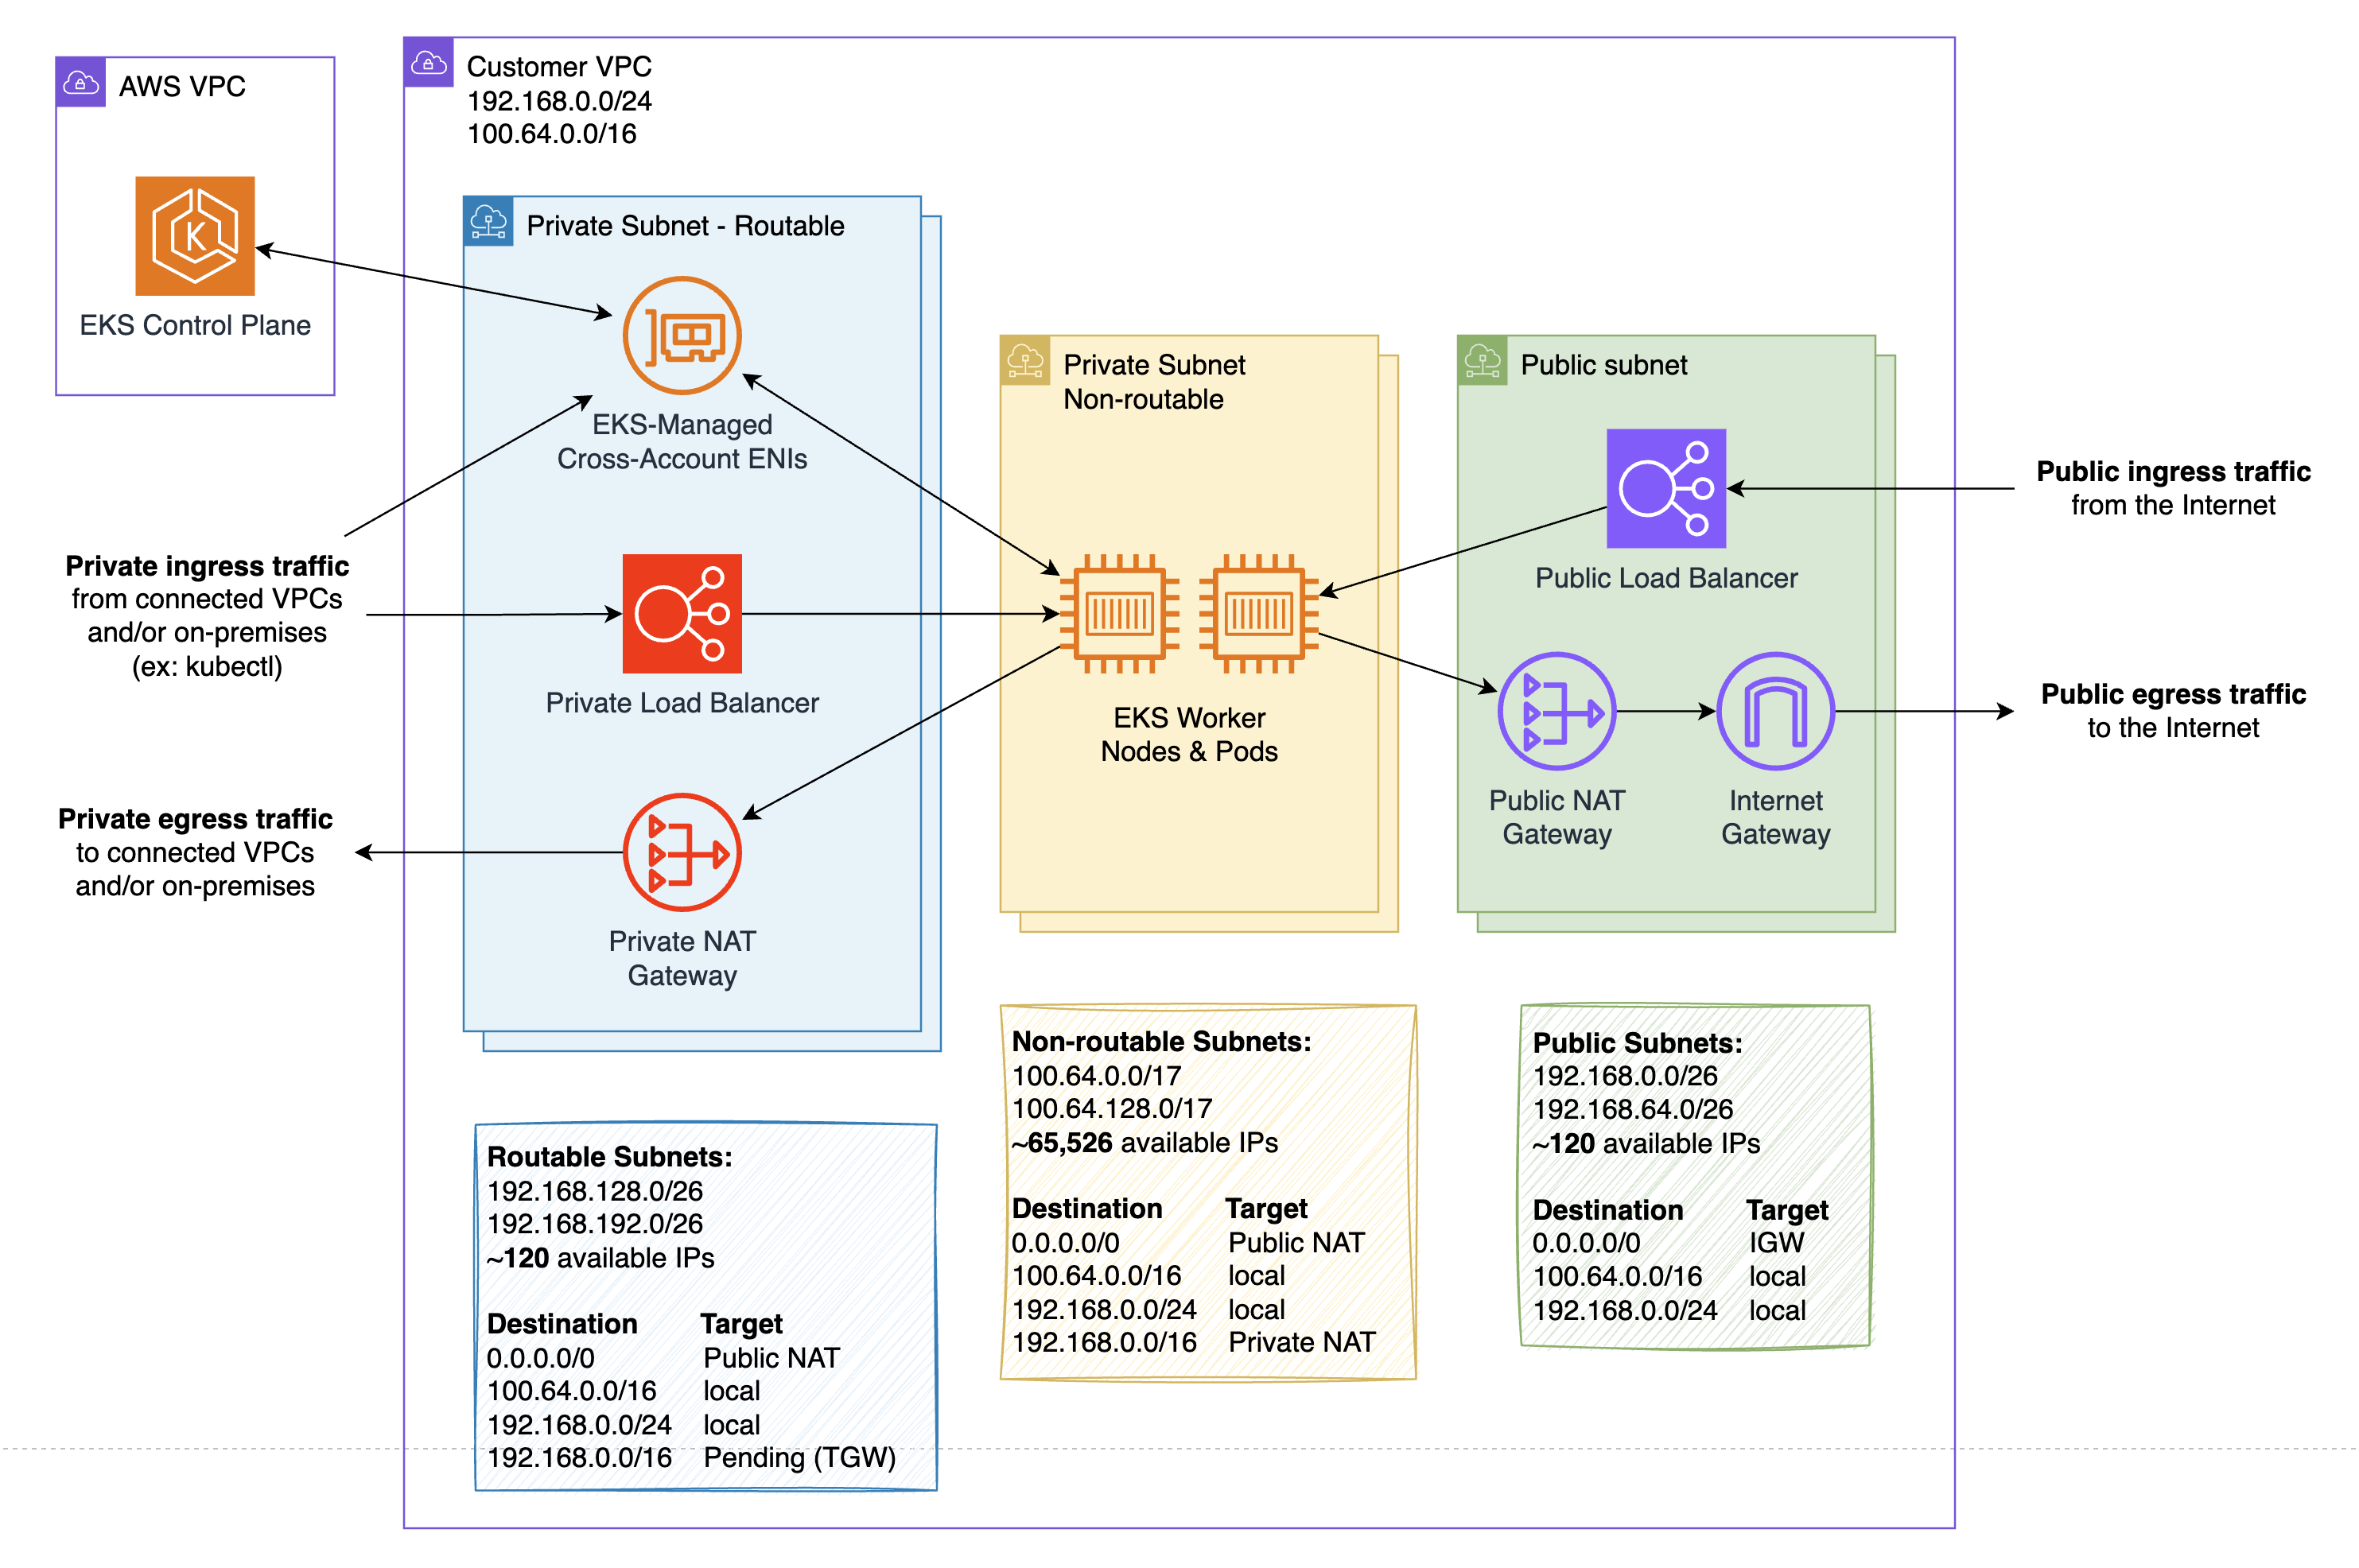 AWS VPC
EKS Control Plane
Customer VPC
192.168.0.0/24
100.64.0.0/16
Private Subnet - Routable
EKS-Managed
Cross-Account ENIs
Private Load Balancer
Private NAT
Gateway
Private ingress traffic
from connected VPCs
and/or on-premises
(ex: kubectl)
Private egress traffic
to connected VPCs
and/or on-premises
Private Subnet
Non-routable
EKS Worker
Nodes & Pods
Public subnet
Public Load Balancer
Public NAT
Gateway
Internet
Gateway
Public ingress traffic
from the Internet
Public egress traffic
to the Internet
Routable Subnets:
192.168.128.0/26
192.168.192.0/26
~120 available IPs
Destination Target
0.0.0.0/0 Public NAT
100.64.0.0/16 local
192.168.0.0/24 local
192.168.0.0/16 Pending (TGW)
Non-routable Subnets:
100.64.0.0/17
100.64.128.0/17
~65,526 available IPs
Destination Target
0.0.0.0/0 Public NAT
100.64.0.0/16 local
192.168.0.0/24 local
192.168.0.0/16 Private NAT
Public Subnets:
192.168.0.0/26
192.168.64.0/26
~120 available IPs
Destination Target
0.0.0.0/0 IGW
100.64.0.0/16 local
192.168.0.0/24 local